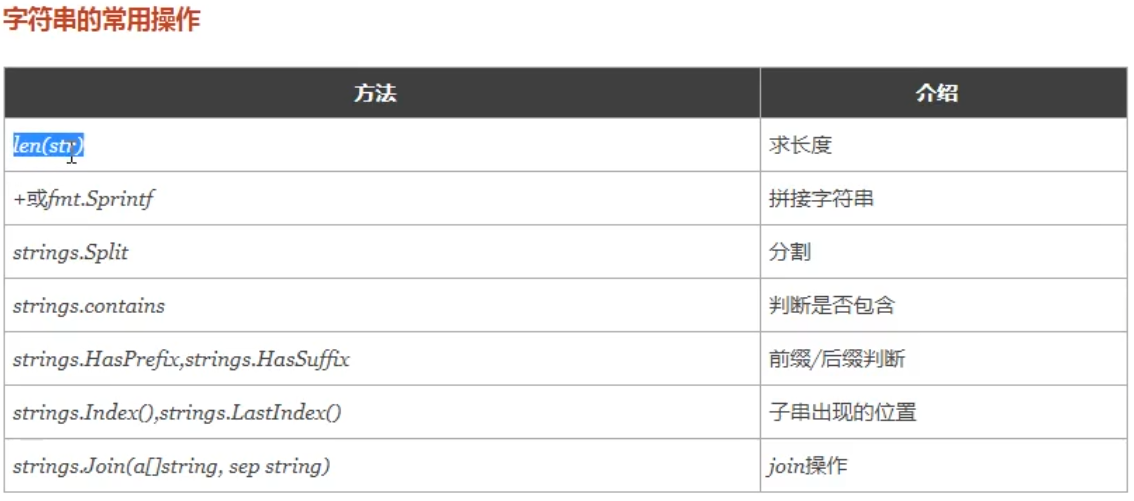 字符串的常用操作
方法 介绍
len(str) 求长度
+或fmt.Sprintf 拼接字符串
strings.Split 分割
strings.contains 判断是否包含
strings.HasPrefix,strings.HasSuffix 前缀/后缀判断
strings.Index(),strings.LastIndex() 子串出现的位置
strings.Join(a[]string, sep string) join操作